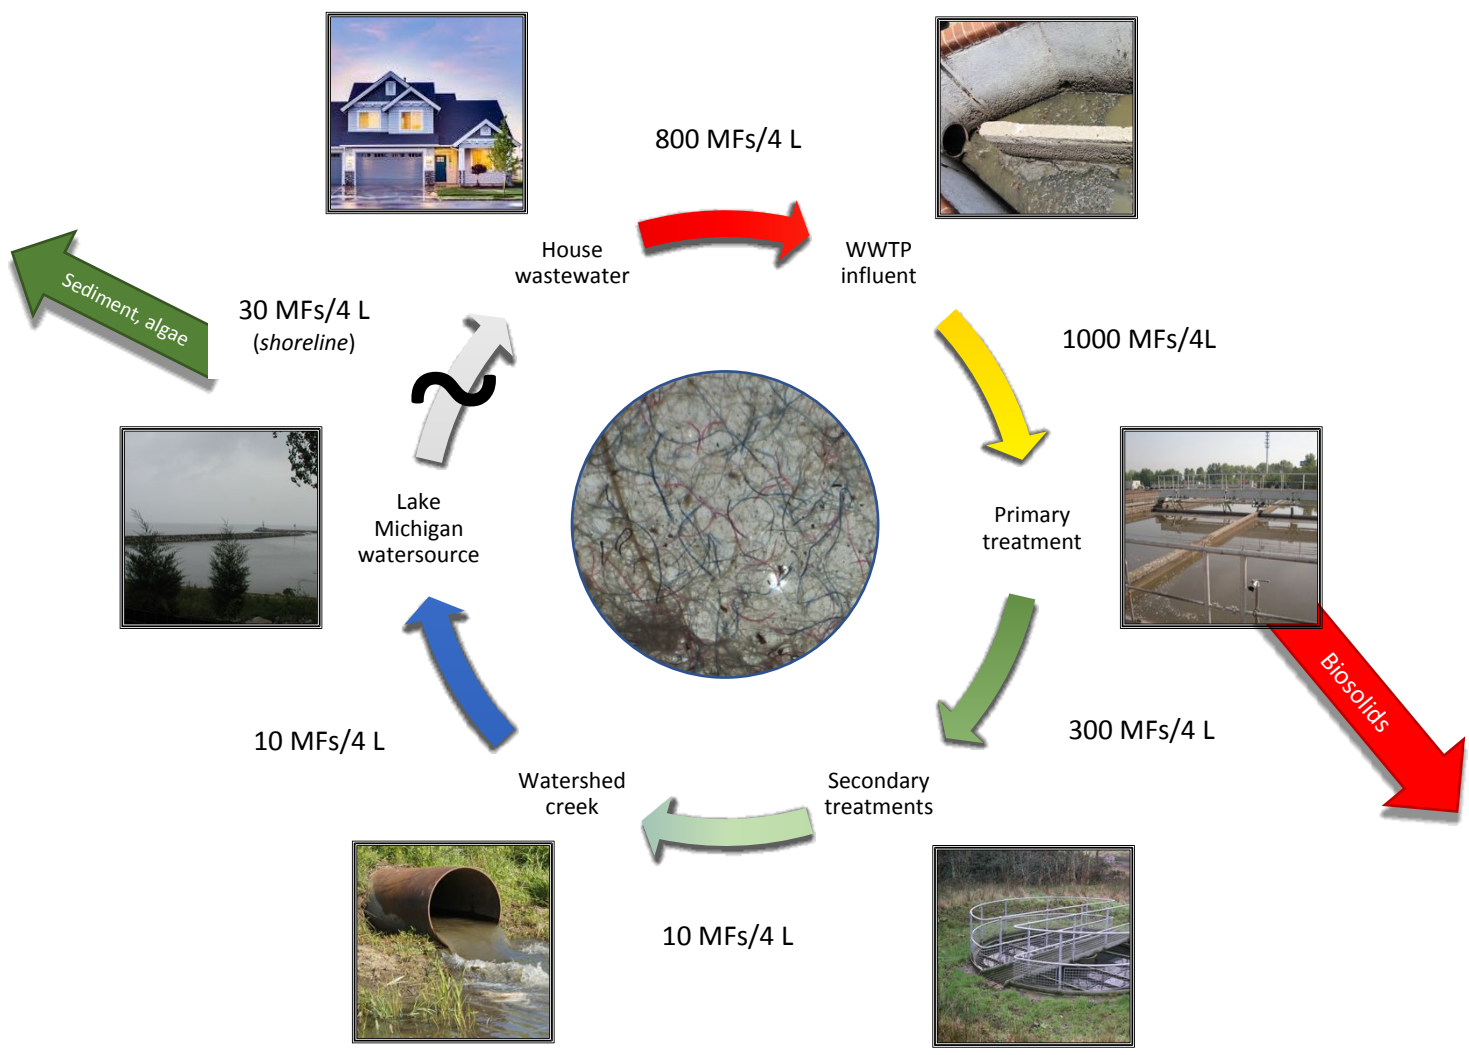 800 MFs/4 L
House
wastewater
WWTP
influent
Sediment, algae
30 MFs/4 L
(shoreline)
1000 MFs/4L
Lake
Michigan
watersource
Primary
treatment
Biosolids
10 MFs/4 L
300 MFs/4 L
Watershed
creek
Secondary
treatments
10 MFs/4 L